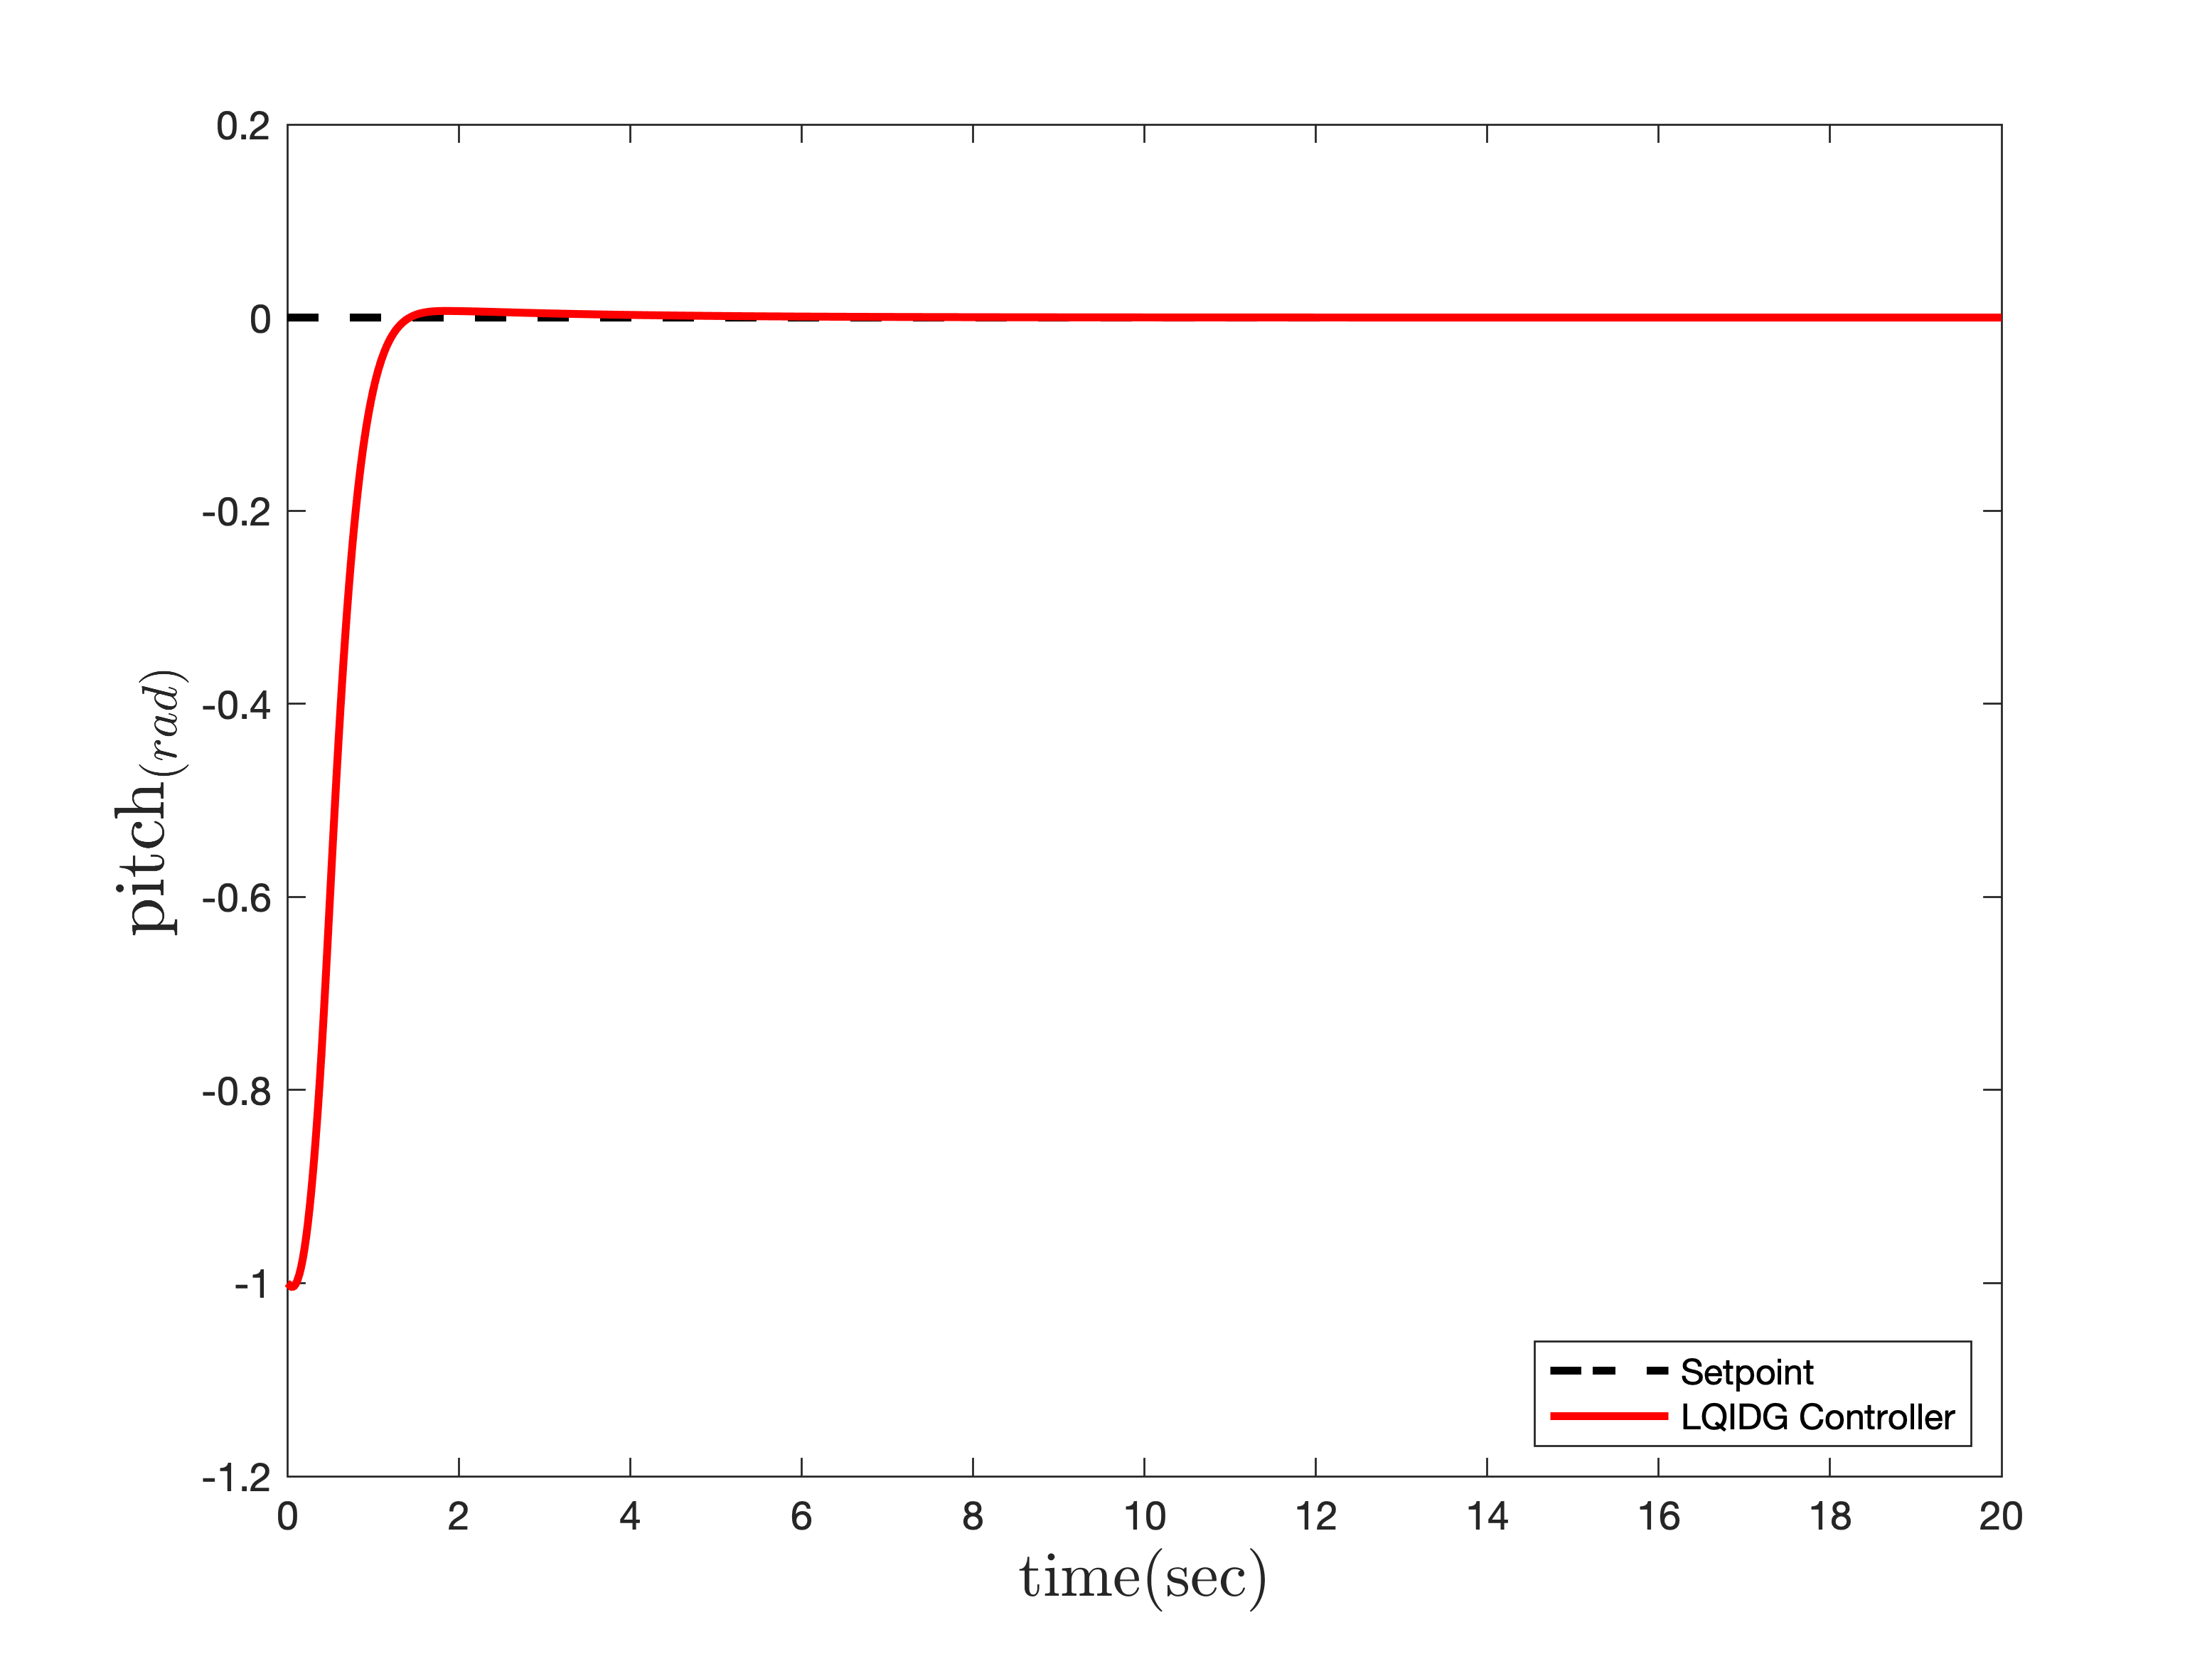 0.2
0
-0.2
-0.4
-0.6
-0.8
-1
-1.2
pitch(rad)
0 2 4 6 8 10 12 14 16 18 20
time(sec)
Setpoint
LQIDG Controller